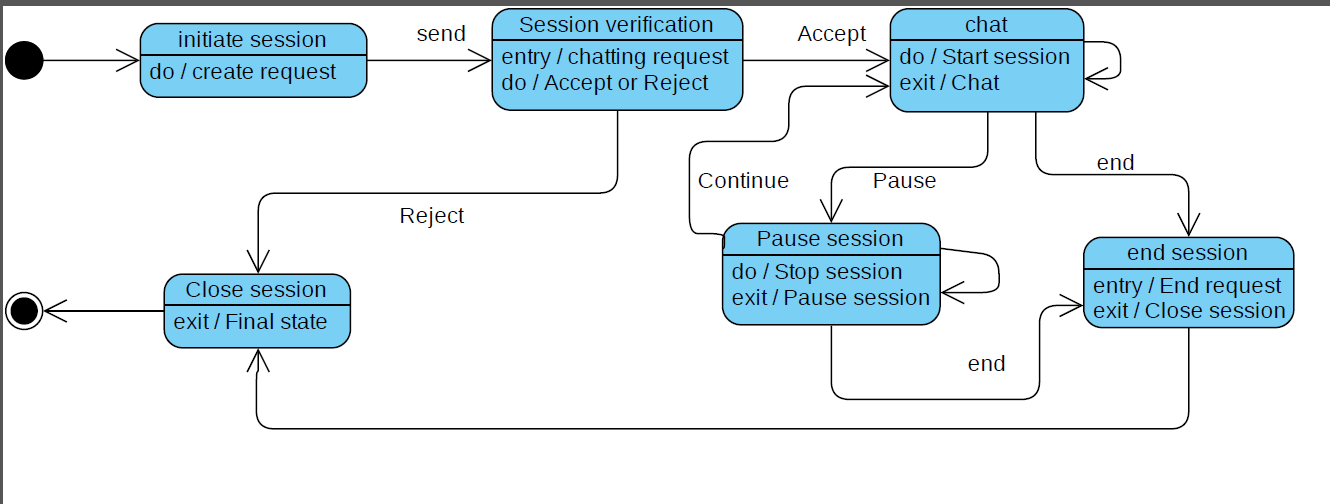 initiate session
do / create request
send
Session verification
entry / chatting request
do / Accept or Reject
Accept
chat
do / Start session
exit / Chat
Continue
Pause
end
Reject
Pause session
do / Stop session
exit / Pause session
end session
entry / End request
exit / Close session
Close session
exit / Final state
end